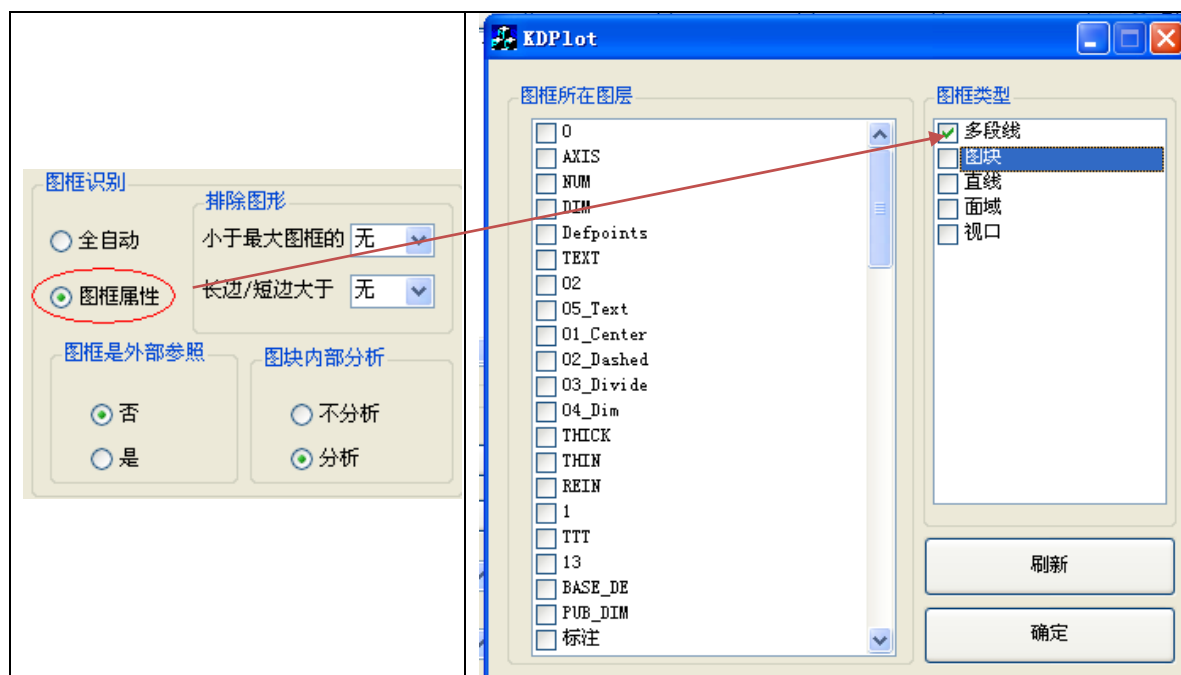 图框识别
排除图形
全自动
小于最大图框的 无
图框属性
长边/短边大于 无
图框是外部参照
图块内部分析
否
不分析
是
分析
KDPlot
图框所在图层
0
AXIS
NUM
DIM
Defpoints
TEXT
02
05_Text
01_Center
02_Dashed
03_Divide
04_Dim
THICK
THIN
REIN
1
TTT
13
BASE_DE
PUB_DIM
标注
图框类型
多段线
图块
直线
面域
视口
刷新
确定